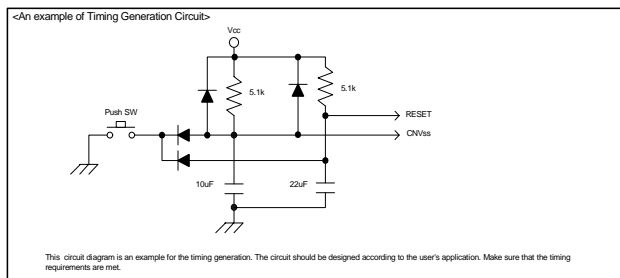 <An example of Timing Generation Circuit>
Vcc
5.1k
5.1k
Push SW
RESET
CNVss
10uF
22uF
This circuit diagram is an example for the timing generation. The circuit should be designed according to the user's application. Make sure that the timing
requirements are met.